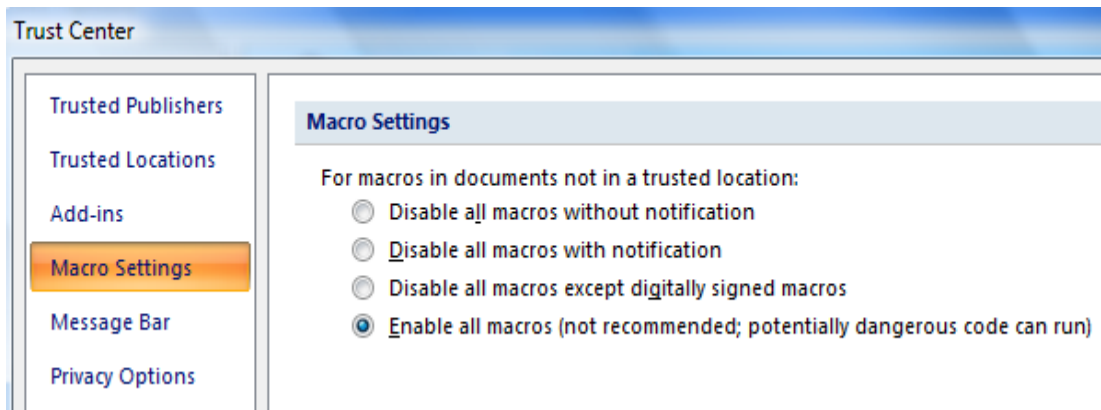 Trust Center
Trusted Publishers
Trusted Locations
Add-ins
Macro Settings
Message Bar
Privacy Options
Macro Settings
For macros in documents not in a trusted location:
Disable all macros without notification
Disable all macros with notification
Disable all macros except digitally signed macros
Enable all macros (not recommended; potentially dangerous code can run)